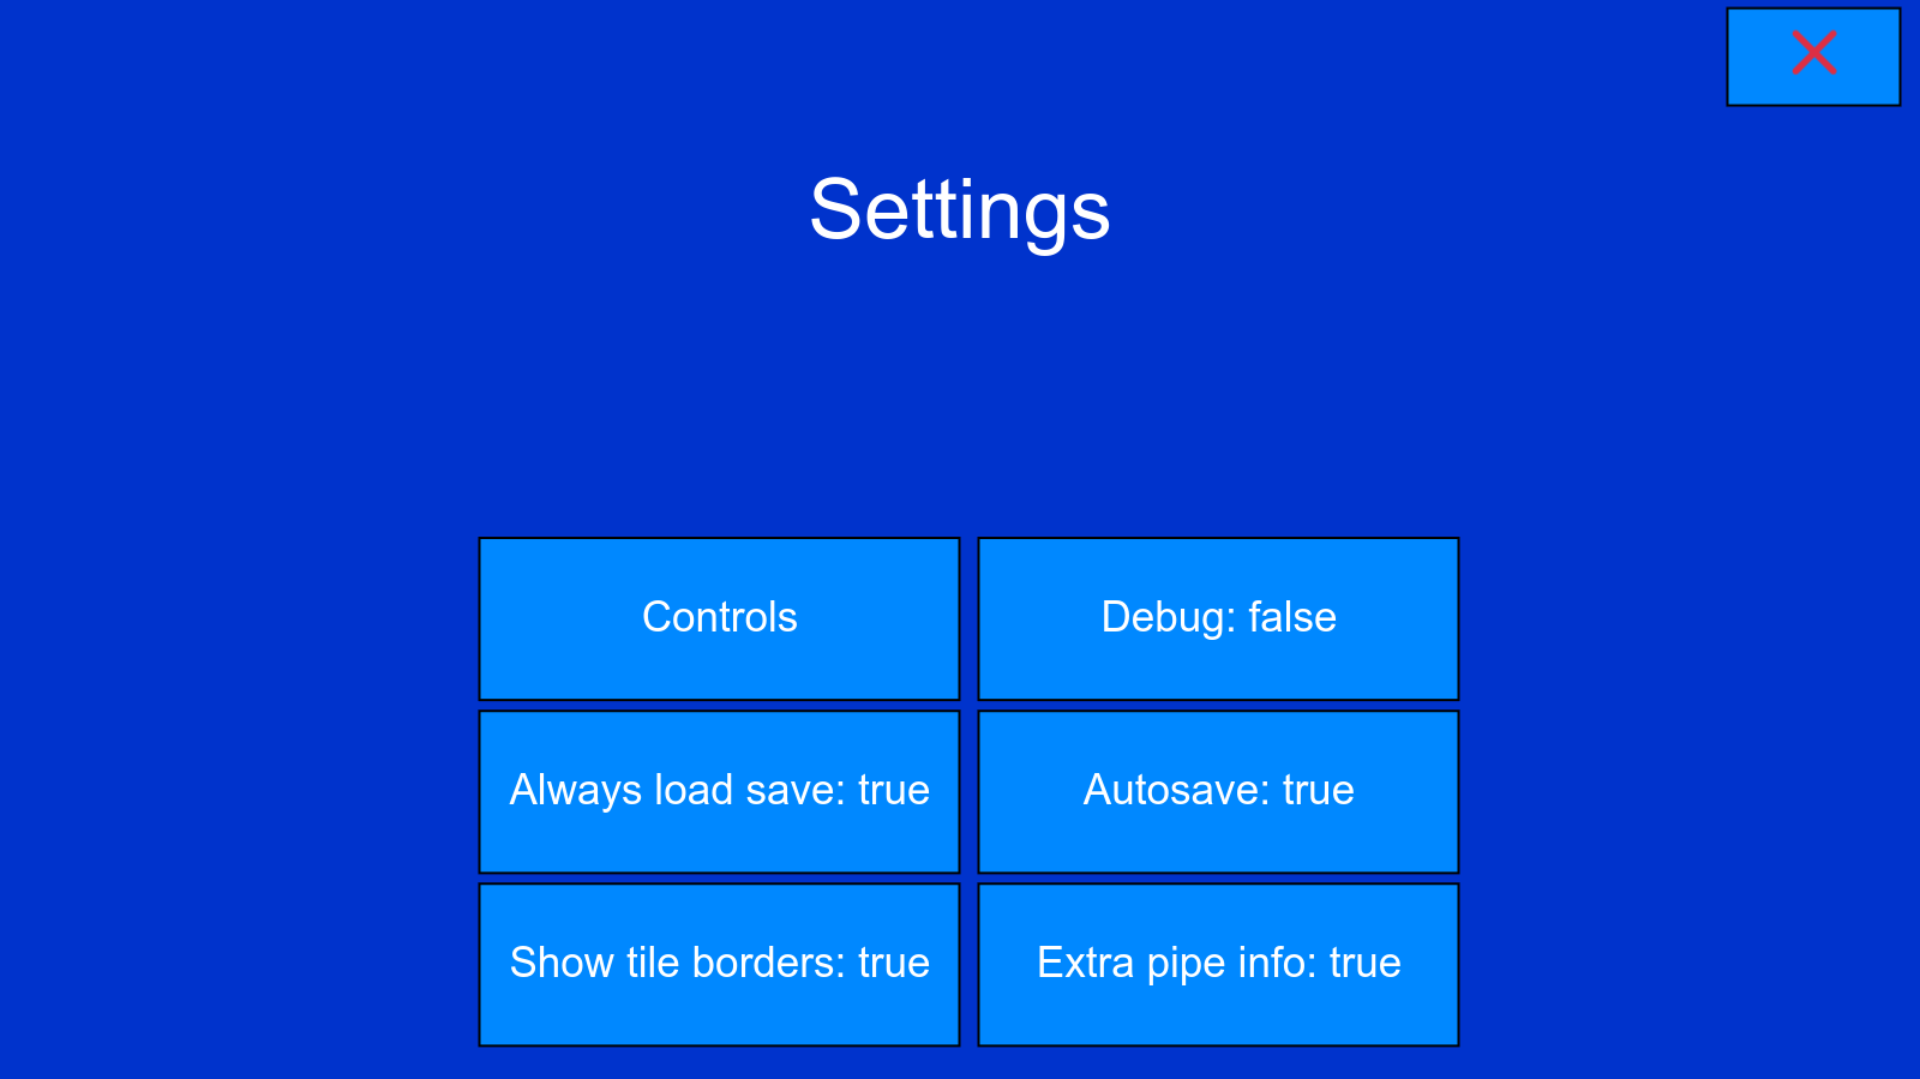 Settings
Controls
Debug: false
Always load save: true
Autosave: true
Show tile borders: true
Extra pipe info: true